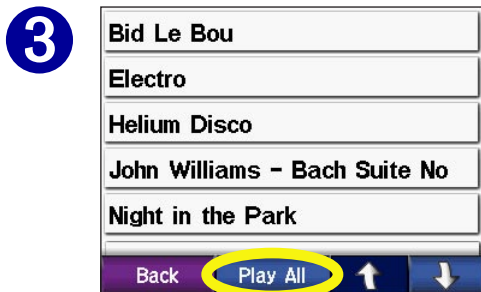 3
Bid Le Bou
Electro
Helium Disco
John Williams - Bach Suite No
Night in the Park
Back Play All